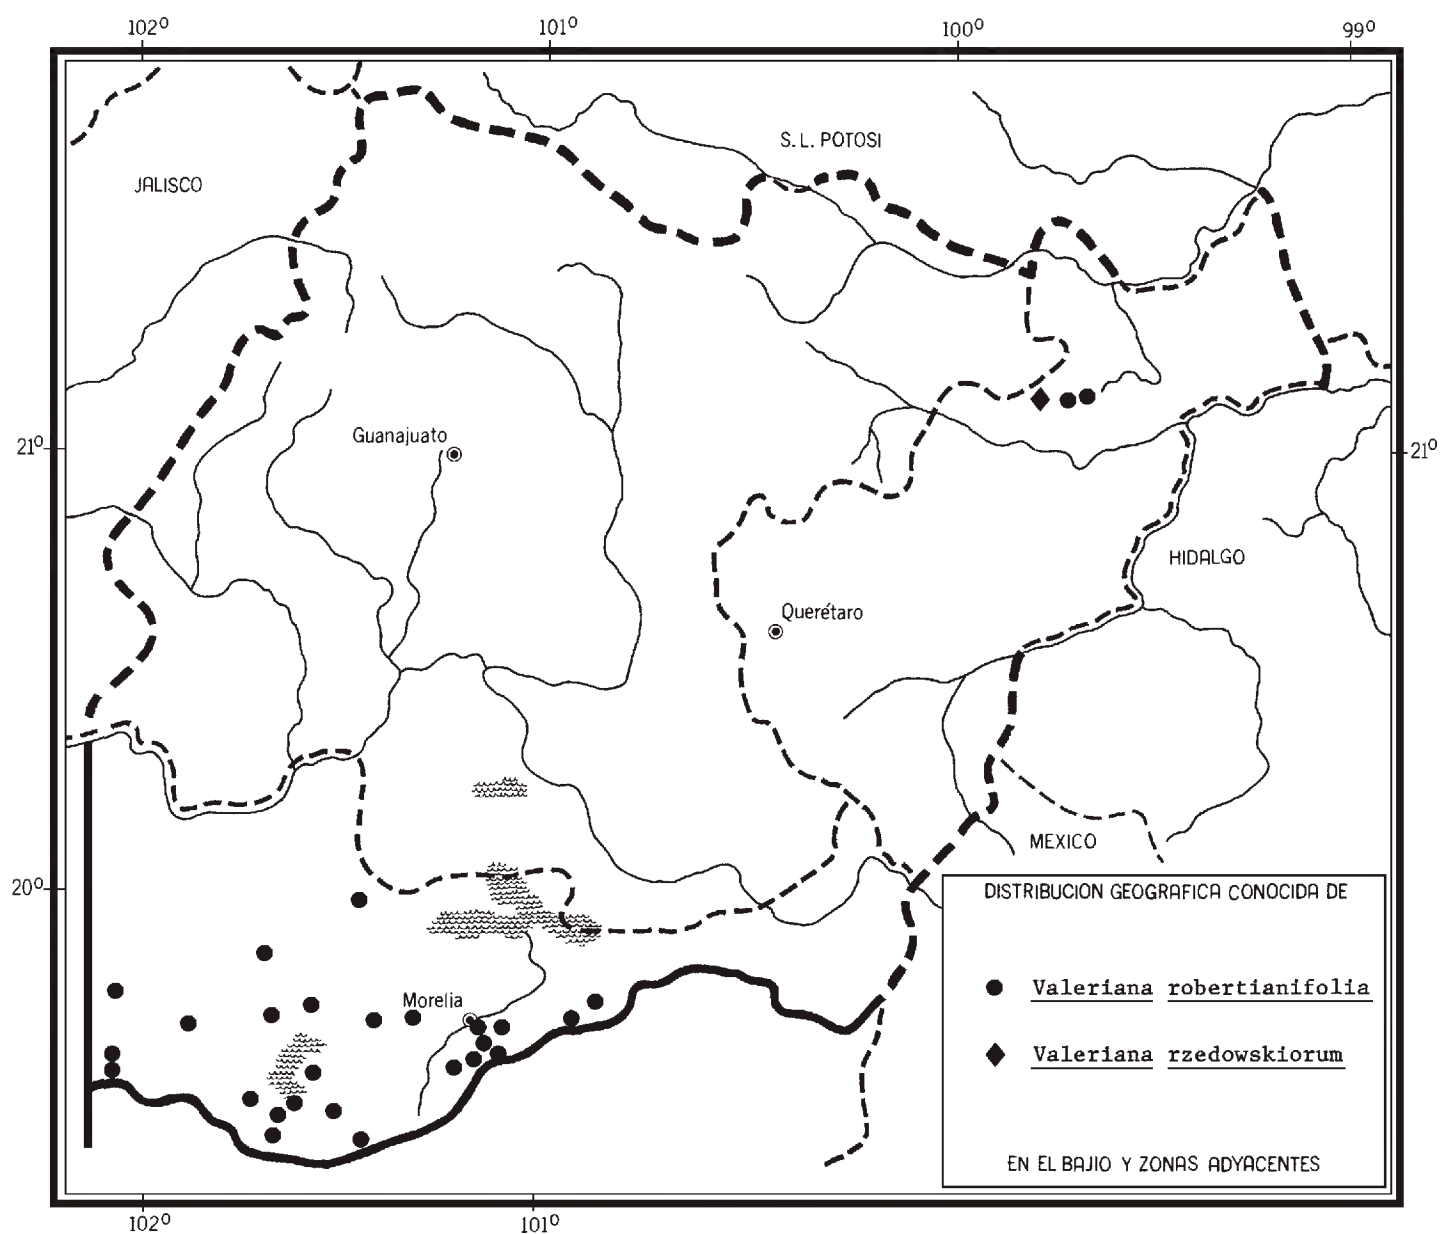 102° 101° 100° 99°
S.L. POTOSI
JALISCO
Guanajuato
21° 21°
HIDALGO
Querétaro
MEXICO
20°
DISTRIBUCION GEOGRAFICA CONOCIDA DE
Valeriana robertianifolia
Morelia
Valeriana rzedowskiorum
EN EL BAJIO Y ZONAS ADYACENTES
102° 101°